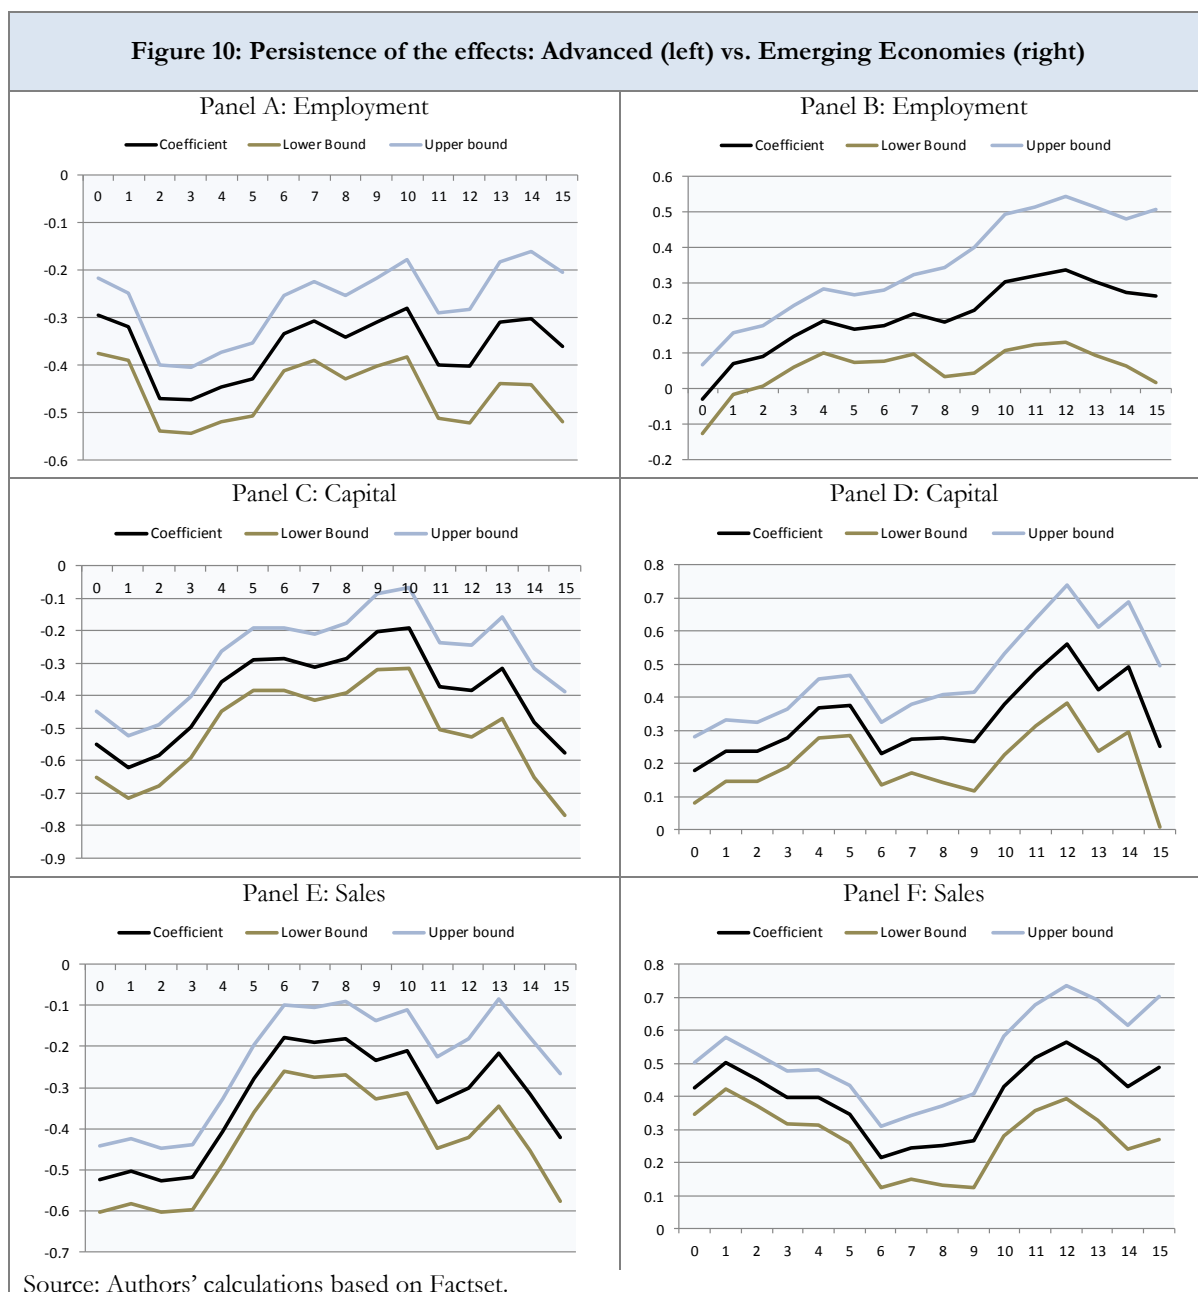 Figure 10: Persistence of the effects: Advanced (left) vs. Emerging Economies (right)
Panel A: Employment
Coefficient Lower Bound Upper bound
0
-0.1
-0.2
-0.3
-0.4
-0.5
-0.6
0 1 2 3 4 5 6 7 8 9 10 11 12 13 14 15
Panel B: Employment
Coefficient Lower Bound Upper bound
0.6
0.5
0.4
0.3
0.2
0.1
0
-0.1
-0.2
0 1 2 3 4 5 6 7 8 9 10 11 12 13 14 15
Panel C: Capital
Coefficient Lower Bound Upper bound
0
-0.1
-0.2
-0.3
-0.4
-0.5
-0.6
-0.7
-0.8
-0.9
0 1 2 3 4 5 6 7 8 9 10 11 12 13 14 15
Panel D: Capital
Coefficient Lower Bound Upper bound
0.8
0.7
0.6
0.5
0.4
0.3
0.2
0.1
0
0 1 2 3 4 5 6 7 8 9 10 11 12 13 14 15
Panel E: Sales
Coefficient Lower Bound Upper bound
0
-0.1
-0.2
-0.3
-0.4
-0.5
-0.6
-0.7
0 1 2 3 4 5 6 7 8 9 10 11 12 13 14 15
Panel F: Sales
Coefficient Lower Bound Upper bound
0.8
0.7
0.6
0.5
0.4
0.3
0.2
0.1
0
0 1 2 3 4 5 6 7 8 9 10 11 12 13 14 15
Source: Authors' calculations based on Factset.